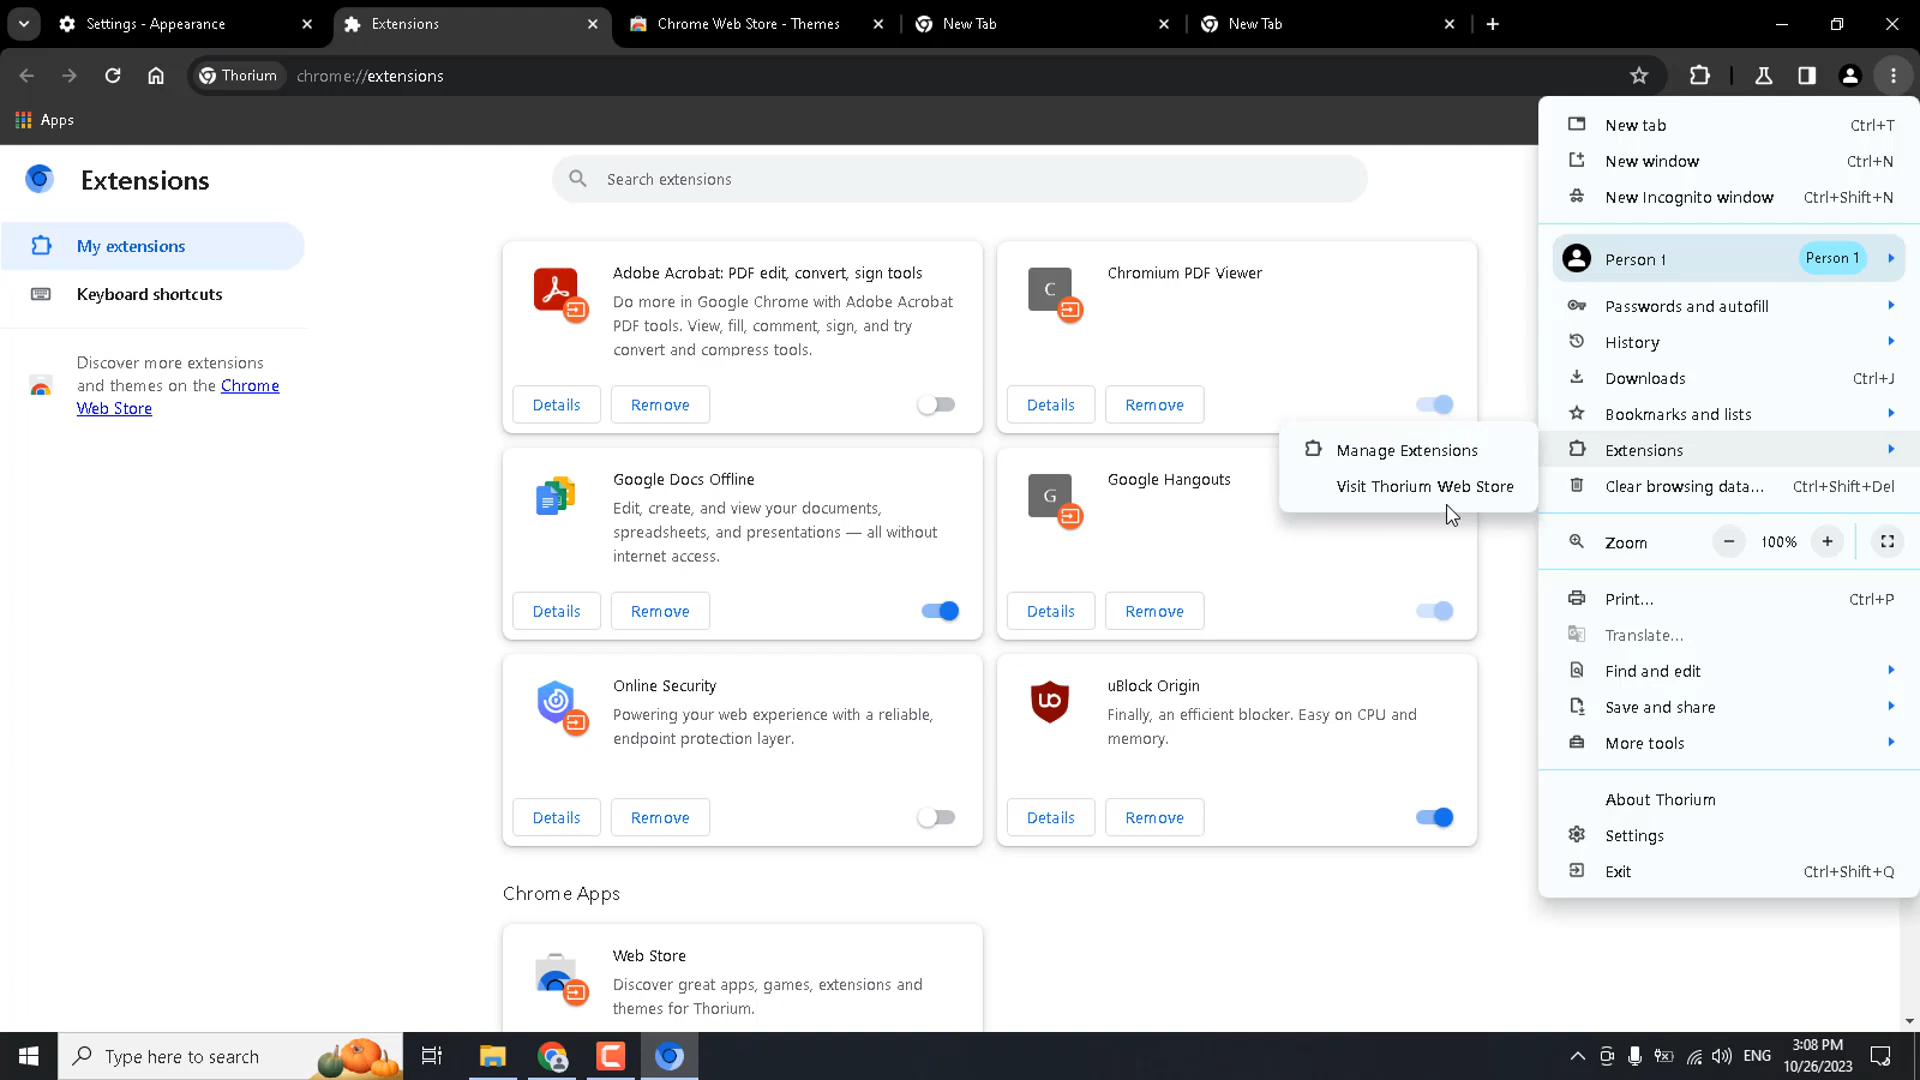 Settings - Appearance
Extensions
Chrome Web Store - Themes
New Tab
New Tab
Thorium
chrome://extensions
Apps
Extensions
Search extensions
My extensions
Keyboard shortcuts
Discover more extensions
and themes on the Chrome
Web Store
Adobe Acrobat: PDF edit, convert, sign tools
Do more in Google Chrome with Adobe Acrobat
PDF tools. View, fill, comment, sign, and try
convert and compress tools.
Details
Remove
C
Chromium PDF Viewer
Details
Remove
Google Docs Offline
Edit, create, and view your documents,
spreadsheets, and presentations — all without
internet access.
Details
Remove
G
Google Hangouts
Details
Remove
Online Security
Powering your web experience with a reliable,
endpoint protection layer.
Details
Remove
uBlock Origin
Finally, an efficient blocker. Easy on CPU and
memory.
Details
Remove
Chrome Apps
Web Store
Discover great apps, games, extensions and
themes for Thorium.
Manage Extensions
Visit Thorium Web Store
New tab Ctrl+T
New window Ctrl+N
New Incognito window Ctrl+Shift+N
Person 1 Person 1
Passwords and autofill
History
Downloads Ctrl+J
Bookmarks and lists
Extensions
Clear browsing data... Ctrl+Shift+Del
Zoom 100%
Print... Ctrl+P
Translate...
Find and edit
Save and share
More tools
About Thorium
Settings
Exit Ctrl+Shift+Q
Type here to search
ENG
3:08 PM
10/26/2023